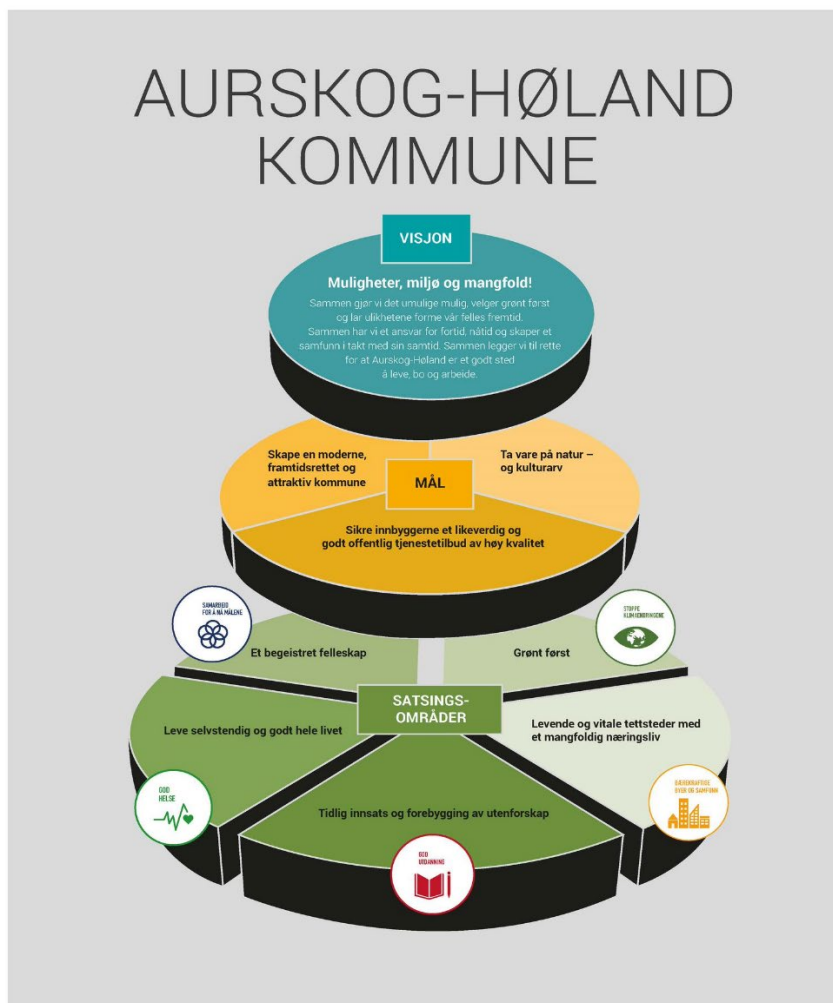 AURSKOG-HØLAND
KOMMUNE
VISJON
Muligheter, miljø og mangfold!
Sammen gjør vi det umulige mulig, velger grønt først
og lar ulikhetene forme vår felles fremtid.
Sammen har vi et ansvar for fortid, nåtid og skaper et
samfunn i takt med sin samtid. Sammen legger vi til rette
for at Aurskog-Høland er et godt sted
å leve, bo og arbeide.
Skape en moderne,
framtidsrettet og
attraktiv kommune
Ta vare på natur –
og kulturarv
MÅL
Sikre innbyggerne et likeverdig og
godt offentlig tjenestetilbud av høy kvalitet
SAMARBEID
FOR Å NÅ MÅLENE
STOPPE
KLIMAENDRINGENE
Et begeistret felleskap
Grønt først
SATSINGS-
OMRÅDER
Leve selvstendig og godt hele livet
Levende og vitale tettsteder med
et mangfoldig næringsliv
GOD
HELSE
Tidlig innsats og forebygging av utenforskap
GOD
UTDANNING